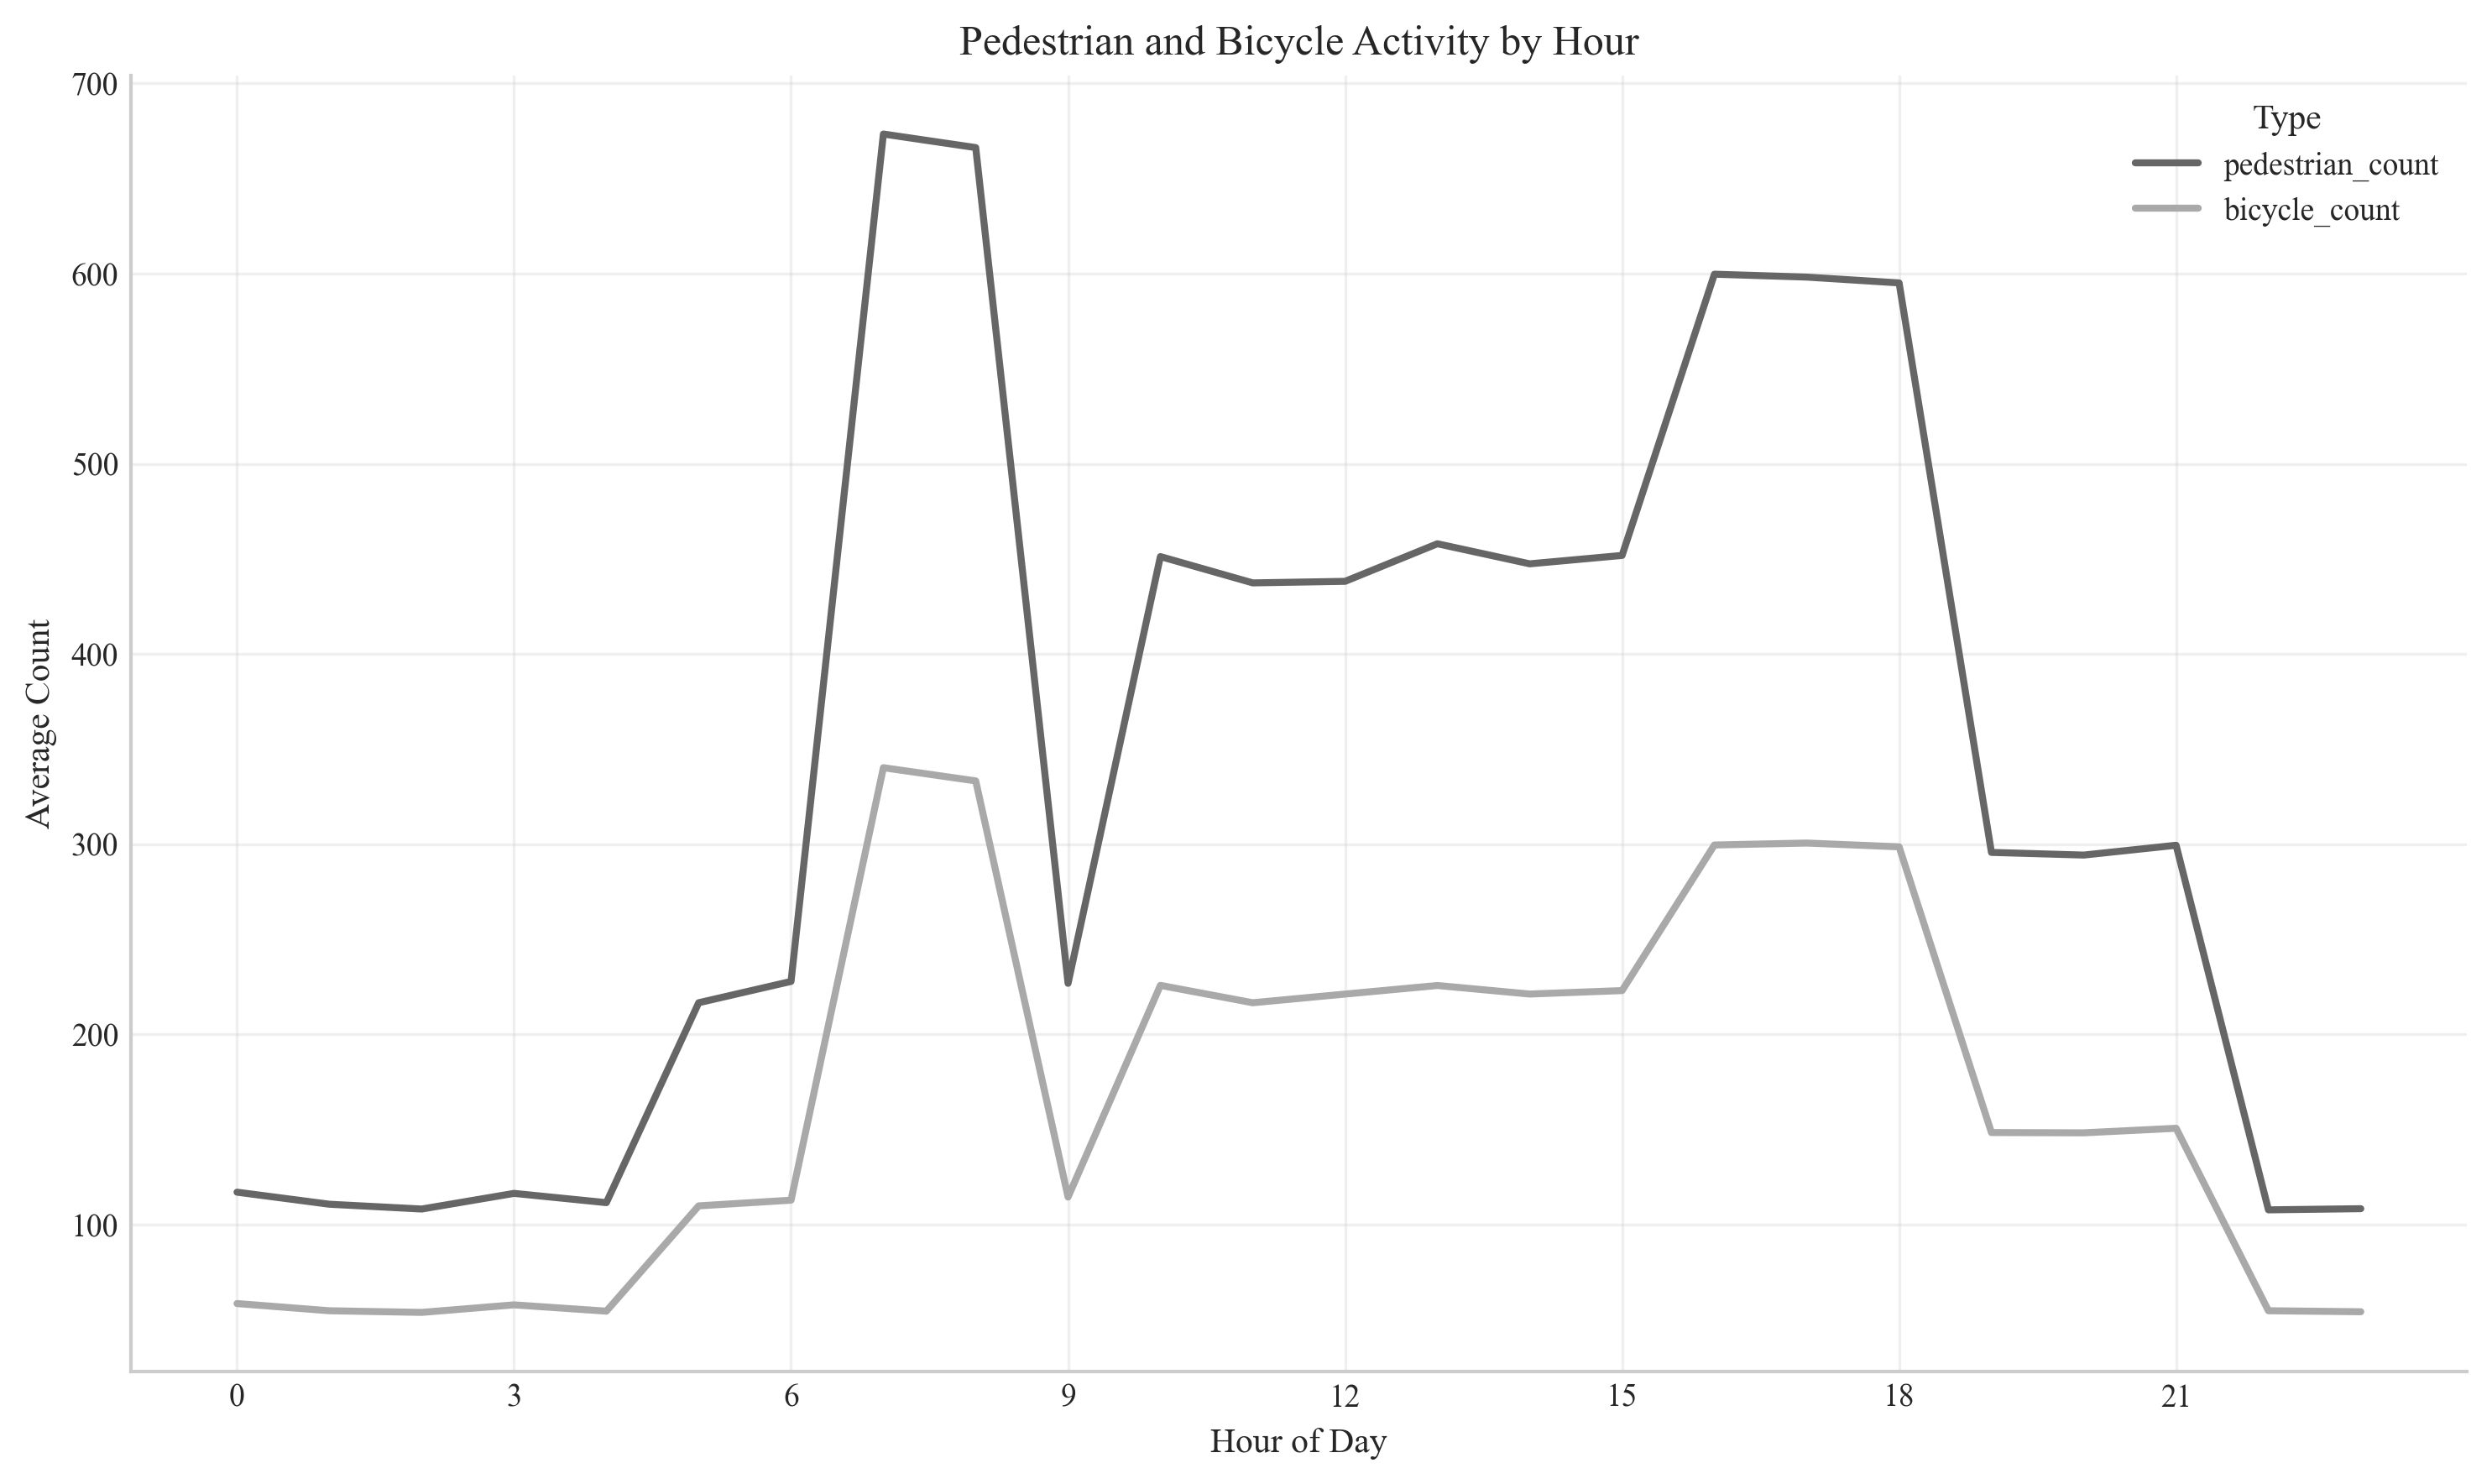 Pedestrian and Bicycle Activity by Hour
700
600
500
400
300
200
100
Average Count
Type
pedestrian_count
bicycle_count
0 3 6 9 12 15 18 21
Hour of Day